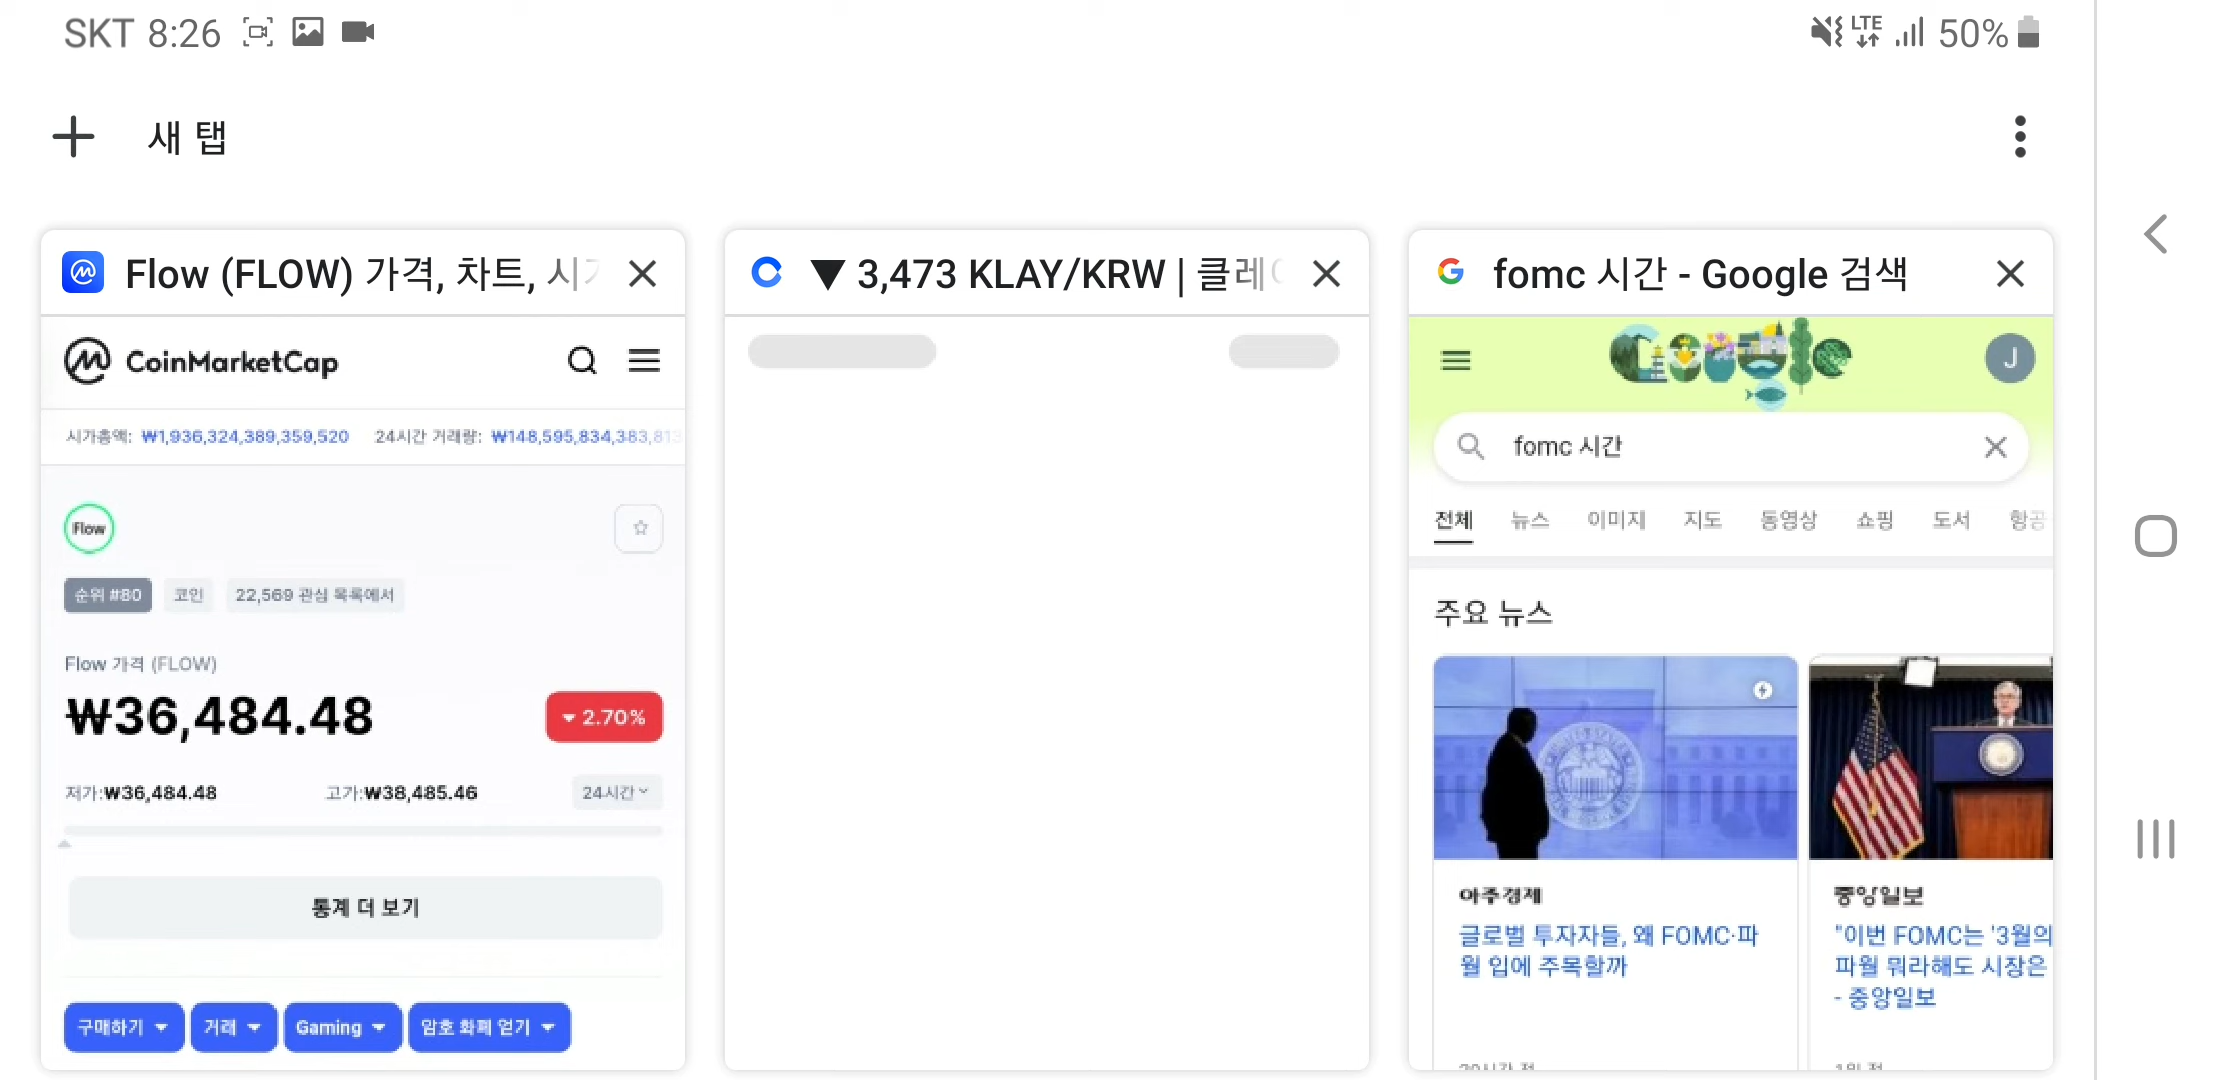 SKT 8:26
LTE 50%
새 탭
Flow (FLOW) 가격, 차트,
CoinMarketCap
시가총액: ₩1,936,324,389,359,520 24시간 거래량: ₩148,595,834,383,813
Flow
순위 #80 코인 22,569 관심 목록에서
Flow 가격 (FLOW)
₩36,484.48
2.70%
저가:₩36,484.48 고가:₩38,485.46 24시간
통계 더 보기
구매하기 거래 Gaming 암호 화폐 얻기
▼ 3,473 KLAY/KRW | 클레
fomc 시간 - Google 검색
Google
J
fomc 시간
전체 뉴스 이미지 지도 동영상 쇼핑 도서 항공
주요 뉴스
아주경제
글로벌 투자자들, 왜 FOMC·파
월 입에 주목할까
중앙일보
"이번 FOMC는 '3월의
파월 뭐라해도 시장은
- 중앙일보